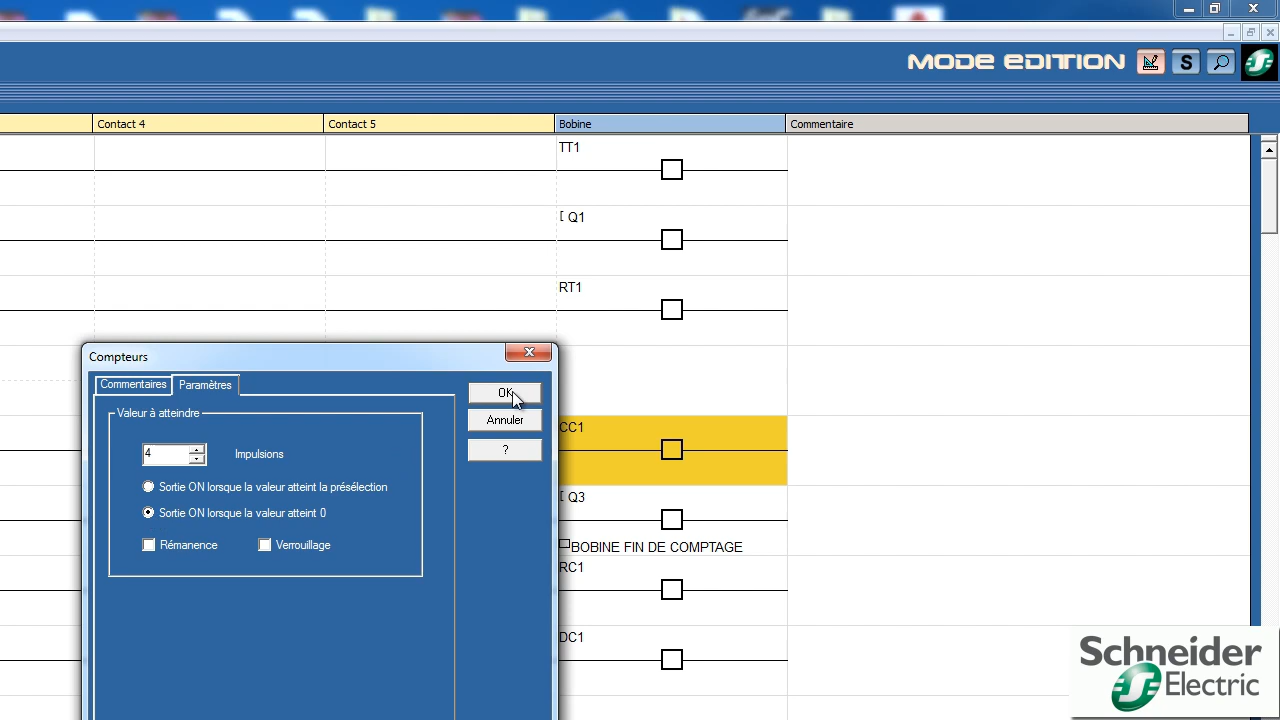 MODE EDITION
S
Contact 4
Contact 5
Bobine
Commentaire
TT1
[ Q1
RT1
Compteurs
Commentaires
Paramètres
OK
Valeur à atteindre
Annuler
CC1
4
Impulsions
?
Sortie ON lorsque la valeur atteint la présélection
[ Q3
Sortie ON lorsque la valeur atteint 0
Rémanence
Verrouillage
BOBINE FIN DE COMPTAGE
RC1
DC1
Schneider
Electric